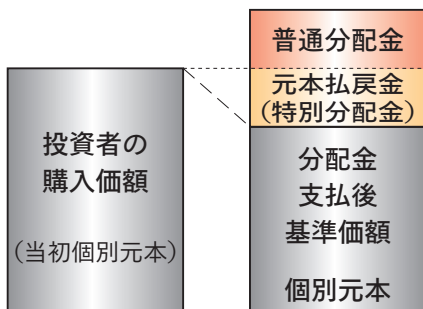 普通分配金
元本払戻金
（特別分配金）
投資者の
購入価額
（当初個別元本）
分配金
支払後
基準価額
個別元本